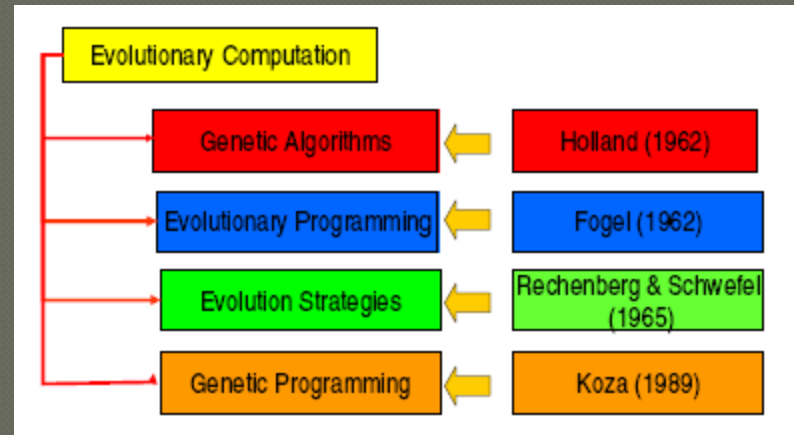 Evolutionary Computation
Genetic Algorithms
Holland (1962)
Evolutionary Programming
Fogel (1962)
Evolution Strategies
Rechenberg & Schwefel
(1965)
Genetic Programming
Koza (1989)